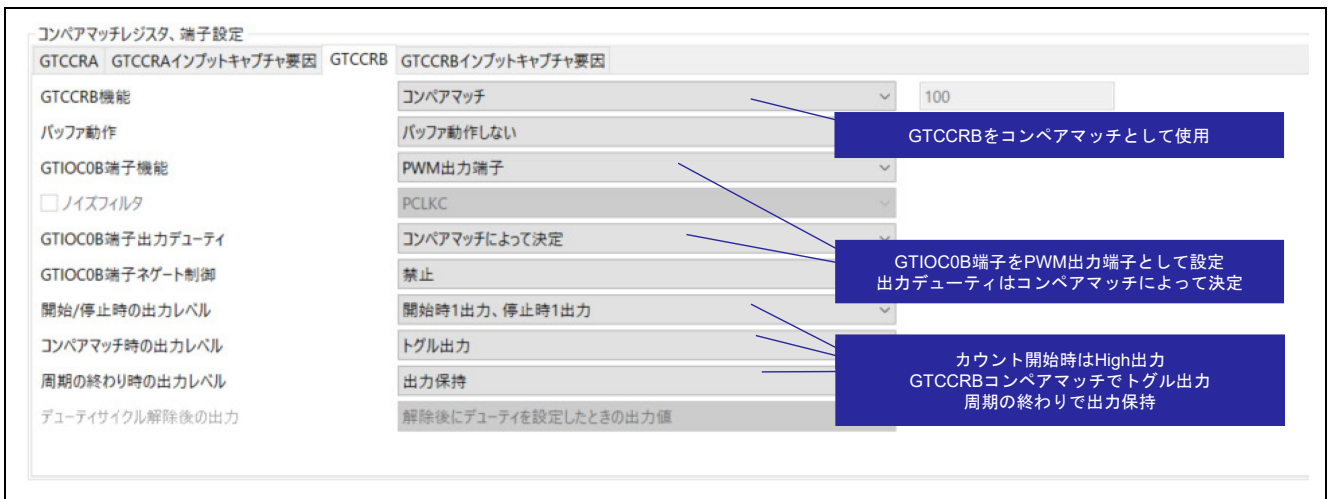 コンペアマッチレジスタ、端子設定
GTCCRA GTCCRAインプットキャプチャ要因 GTCCRB GTCCRBインプットキャプチャ要因
GTCCRB機能 コンペアマッチ 100
バッファ動作 バッファ動作しない
GTCCRBをコンペアマッチとして使用
GTIOC0B端子機能 PWM出力端子
ノイズフィルタ PCLKC
GTIOC0B端子出力デューティ コンペアマッチによって決定
GTIOC0B端子ネゲート制御 禁止
GTIOC0B端子をPWM出力端子として設定
出力デューティはコンペアマッチによって決定
開始/停止時の出力レベル 開始時1出力、停止時1出力
コンペアマッチ時の出力レベル トグル出力
周期の終わり時の出力レベル 出力保持
カウント開始時はHigh出力
GTCCRBコンペアマッチでトグル出力
周期の終わりで出力保持
デューティサイクル解除後の出力 解除後にデューティを設定したときの出力値